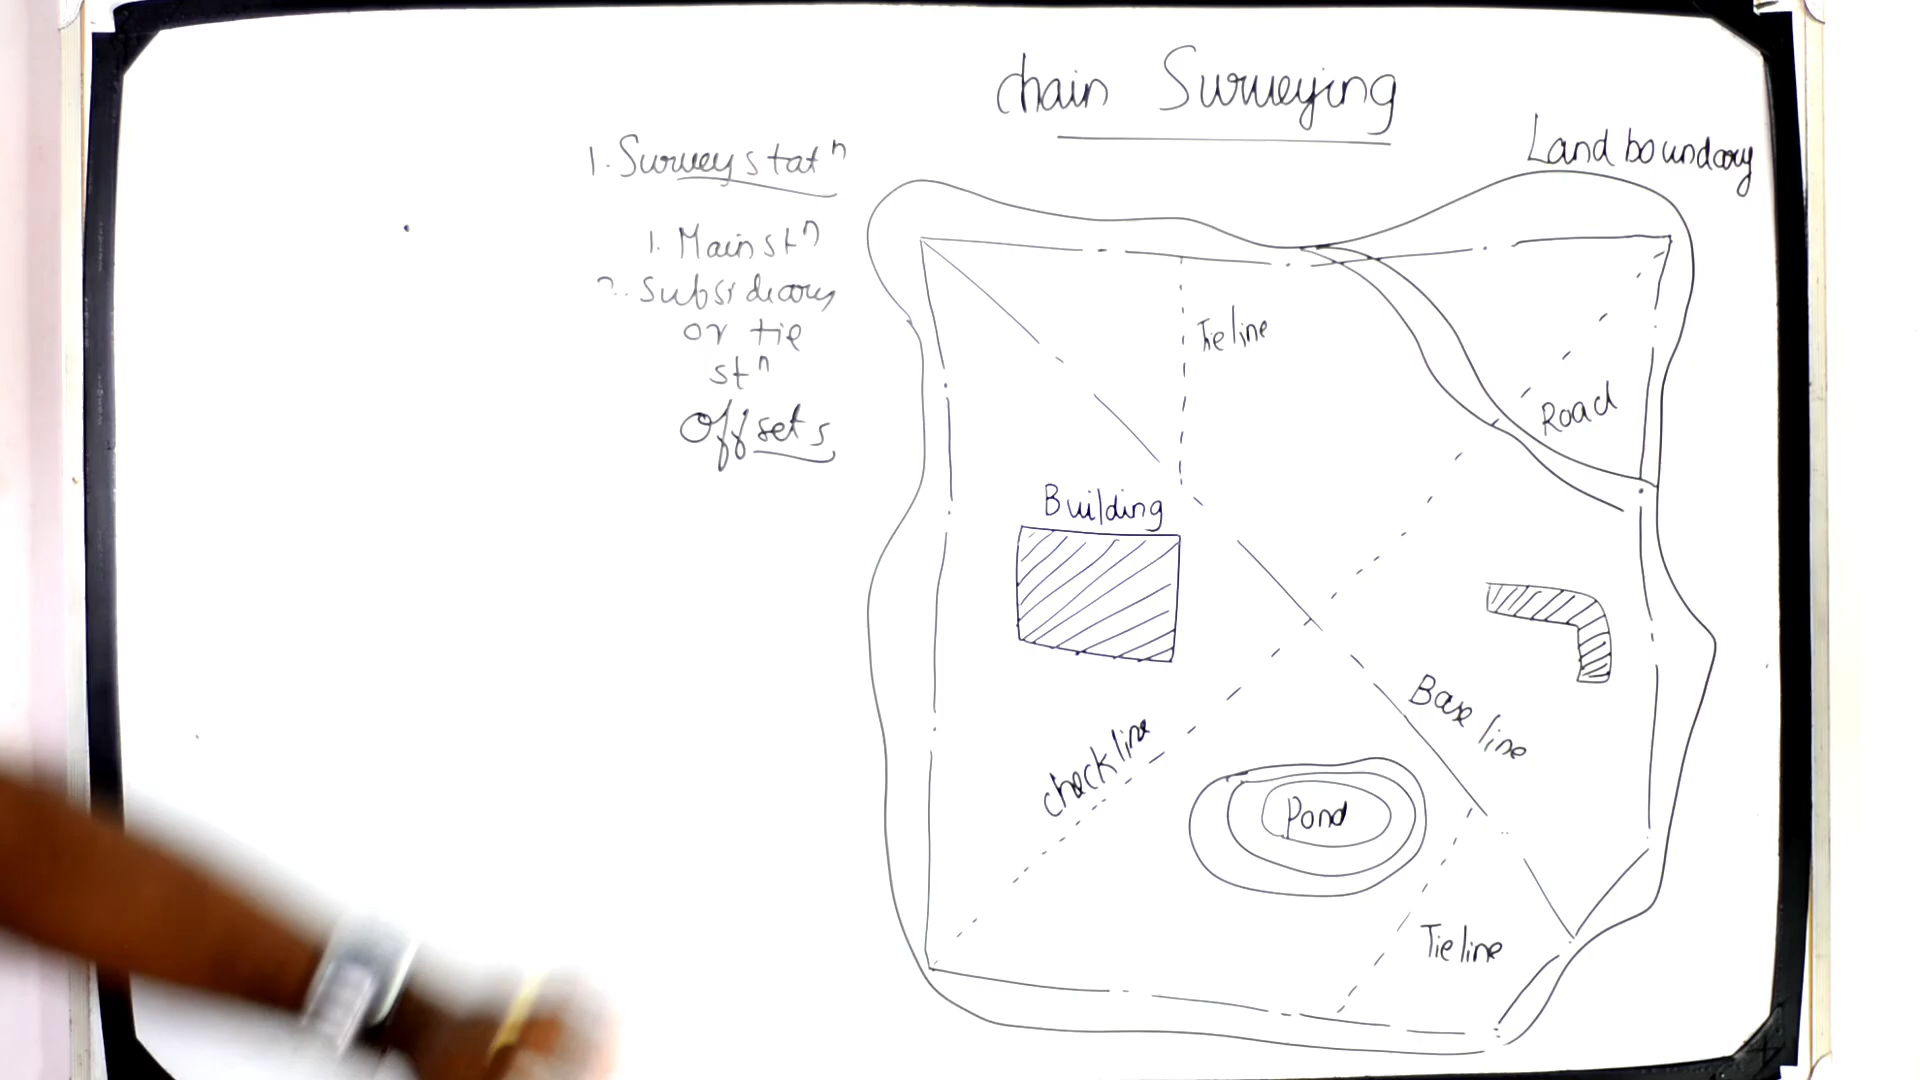 chain Surveying
Land boundary
1. Survey statⁿ
1. Main stⁿ
2. Subsidiary
or tie
stⁿ
Offsets
Tie line
Road
Building
Base line
check line
Pond
Tie line